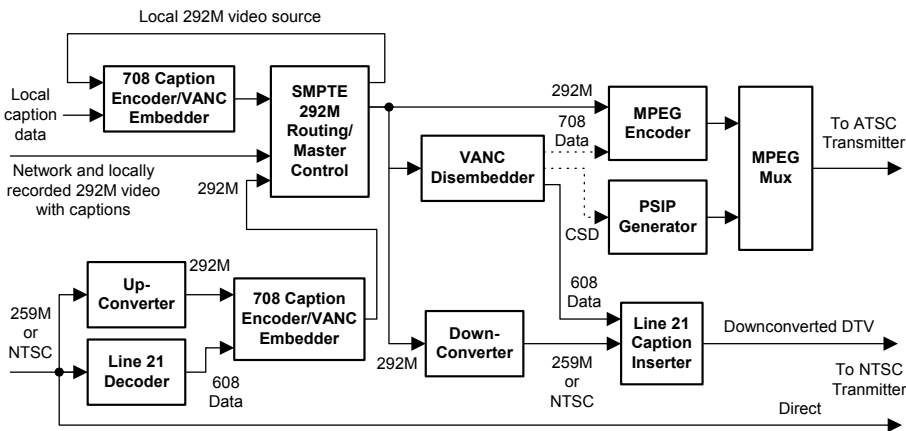 Local 292M video source
708 Caption
Encoder/VANC
Embedder
Local
caption
data
SMPTE
292M
Routing/
Master
Control
Network and locally
recorded 292M video
with captions
292M
292M
708
Data
MPEG
Encoder
VANC
Disembedder
MPEG
Mux
To ATSC
Transmitter
CSD
PSIP
Generator
608
Data
259M
or
NTSC
Up-
Converter
292M
Line 21
Decoder
608
Data
708 Caption
Encoder/VANC
Embedder
292M
Down-
Converter
259M
or
NTSC
Line 21
Caption
Inserter
Downconverted DTV
To NTSC
Tranmitter
Direct